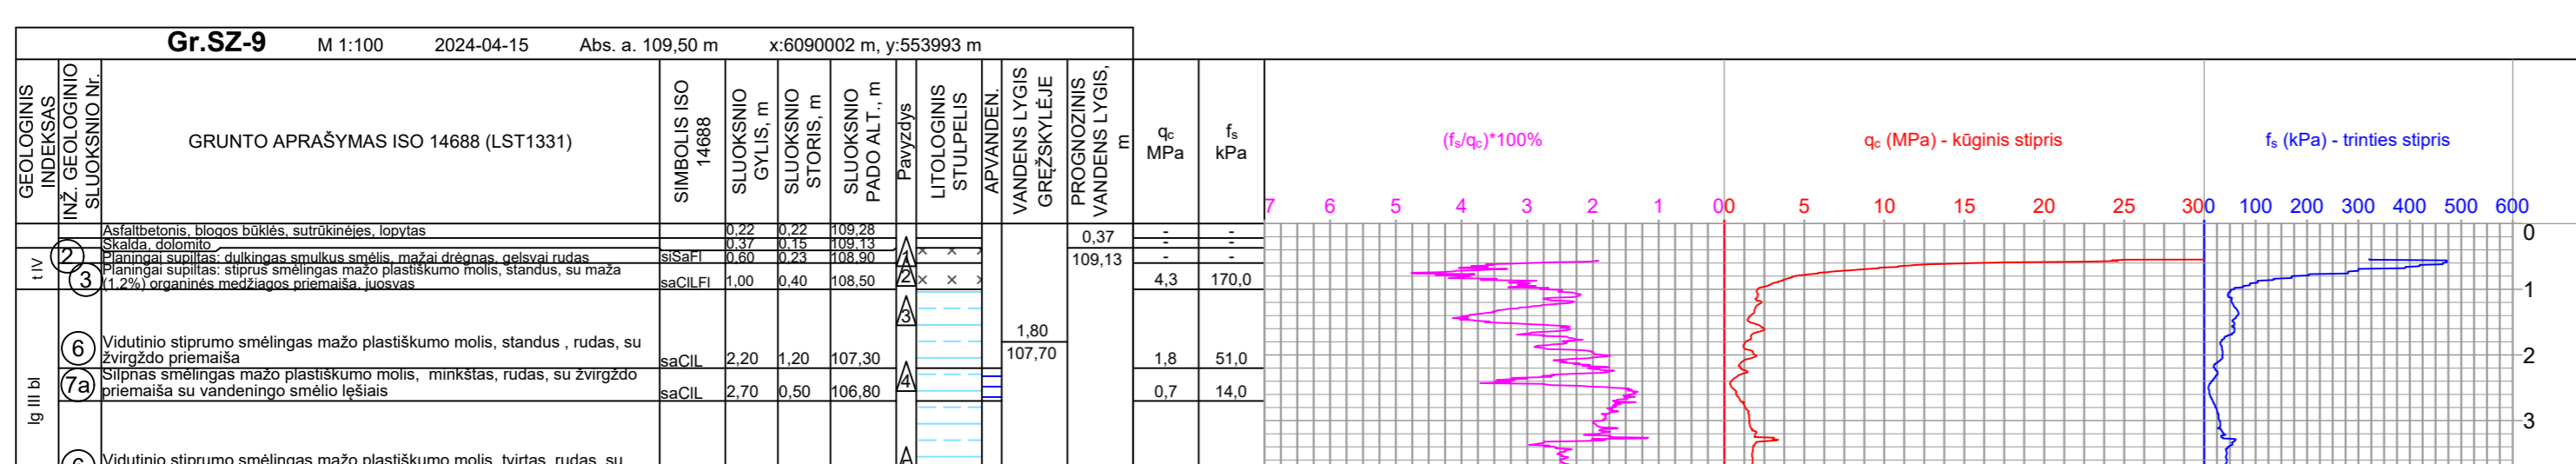 Gr.SZ-9 M 1:100 2024-04-15 Abs. a. 109,50 m x:6090002 m, y:553993 m
GEOLOGINIS
INDEKSAS
INŽ. GEOLOGINIO
SLUOKSNIO Nr.
GRUNTO APRAŠYMAS ISO 14688 (LST1331)
SIMBOLIS ISO
14688
SLUOKSNIO
GYLIS, m
SLUOKSNIO
STORIS, m
SLUOKSNIO
PADO ALT., m
Pavyzdys
LITOLOGINIS
STULPELIS
APVANDEN.
VANDENS LYGIS
GRĘŽSKYLĖJE
PROGNOZINIS
VANDENS LYGIS,
m
qc
MPa
fs
kPa
(fs/qc)*100%
qc (MPa) - kūginis stipris
fs (kPa) - trinties stipris
7 6 5 4 3 2 1 0
0 5 10 15 20 25 30
0 100 200 300 400 500 600
Asfaltbetonis, blogos būklės, sutrūkinėjęs, lopytas 0,22 0,22 109,28 - -
Skalda, dolomito 0,37 0,15 109,13 - -
0,37
109,13
t IV
2 Planingai supiltas: dulkingas smulkus smėlis, mažai drėgnas, gelsvai rudas siSaFl 0,60 0,23 108,90 1 - -
3 Planingai supiltas: stiprus smėlingas mažo plastiškumo molis, standus, su maža
(1,2%) organinės medžiagos priemaiša, juosvas saClLFl 1,00 0,40 108,50 2 4,3 170,0
3
1,80
107,70
lg III bl
6 Vidutinio stiprumo smėlingas mažo plastiškumo molis, standus , rudas, su
žvirgždo priemaiša saClL 2,20 1,20 107,30 1,8 51,0
7a Silpnas smėlingas mažo plastiškumo molis, minkštas, rudas, su žvirgždo
priemaiša su vandeningo smėlio lęšiais saClL 2,70 0,50 106,80 4 0,7 14,0
6 Vidutinio stiprumo smėlingas mažo plastiškumo molis, tvirtas, rudas, su
0
1
2
3